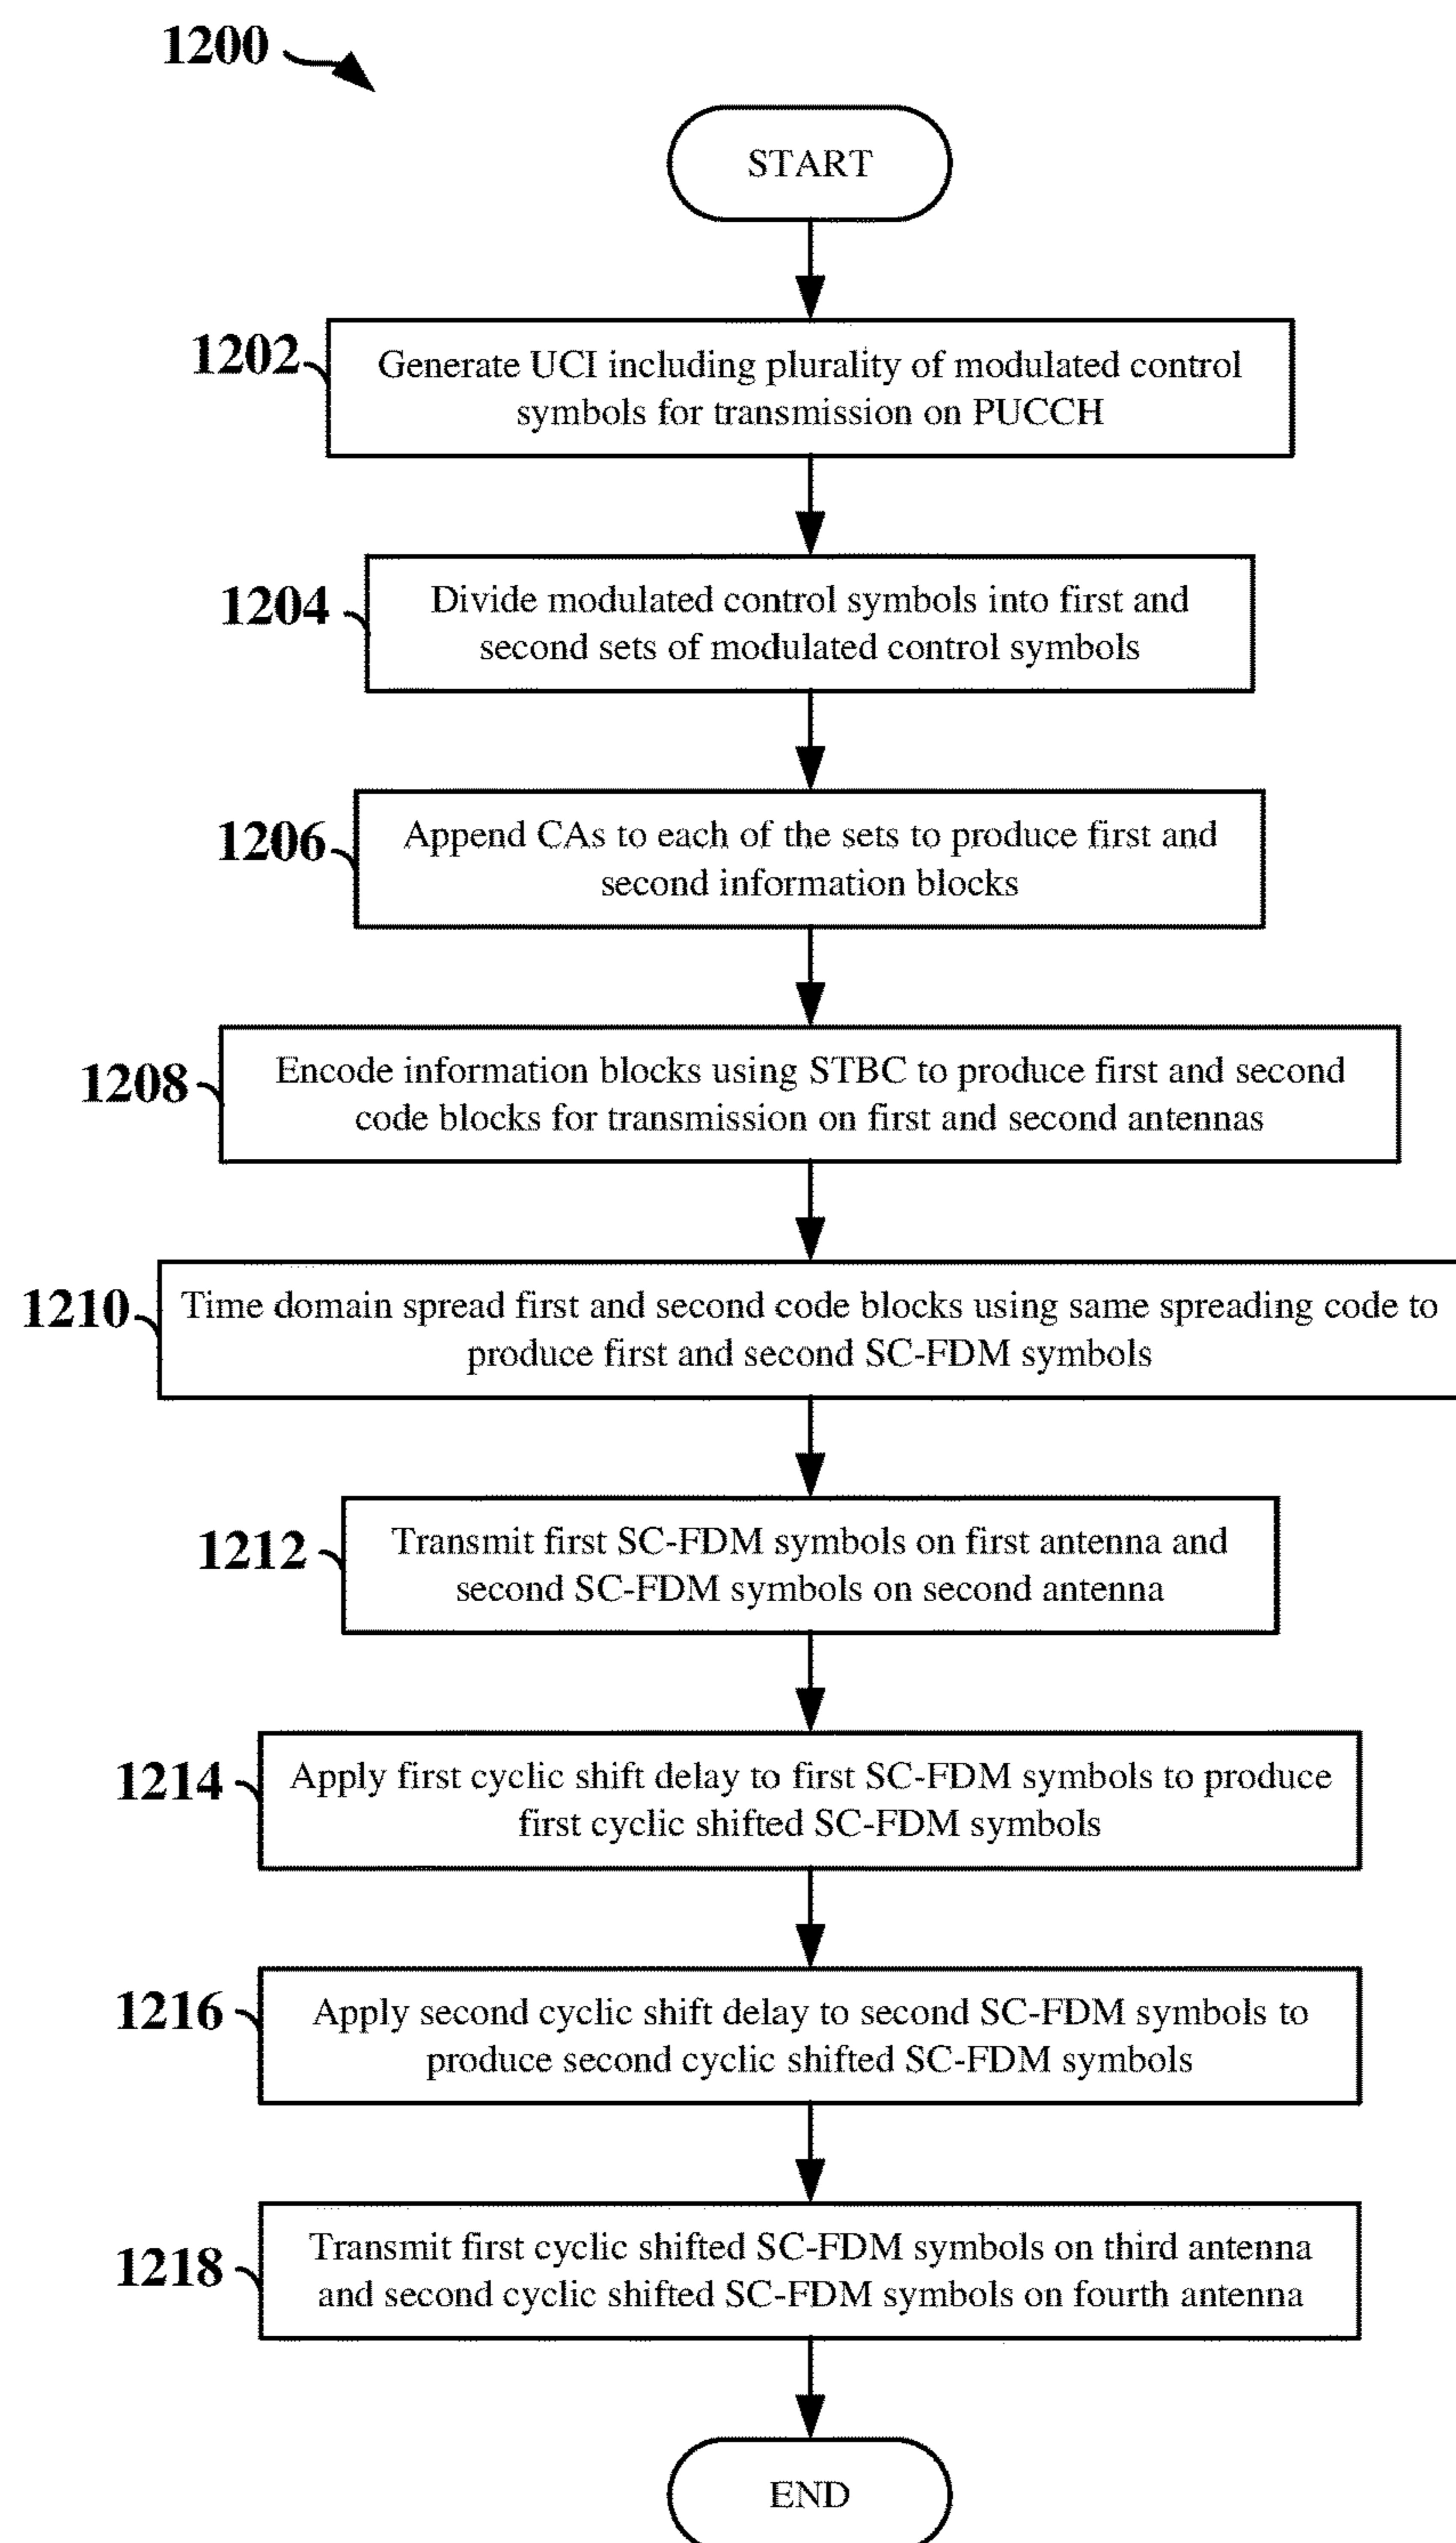 1200
START
1202
Generate UCI including plurality of modulated control
symbols for transmission on PUCCH
1204
Divide modulated control symbols into first and
second sets of modulated control symbols
1206
Append CAs to each of the sets to produce first and
second information blocks
1208
Encode information blocks using STBC to produce first and second
code blocks for transmission on first and second antennas
1210
Time domain spread first and second code blocks using same spreading code to
produce first and second SC-FDM symbols
1212
Transmit first SC-FDM symbols on first antenna and
second SC-FDM symbols on second antenna
1214
Apply first cyclic shift delay to first SC-FDM symbols to produce
first cyclic shifted SC-FDM symbols
1216
Apply second cyclic shift delay to second SC-FDM symbols to
produce second cyclic shifted SC-FDM symbols
1218
Transmit first cyclic shifted SC-FDM symbols on third antenna
and second cyclic shifted SC-FDM symbols on fourth antenna
END